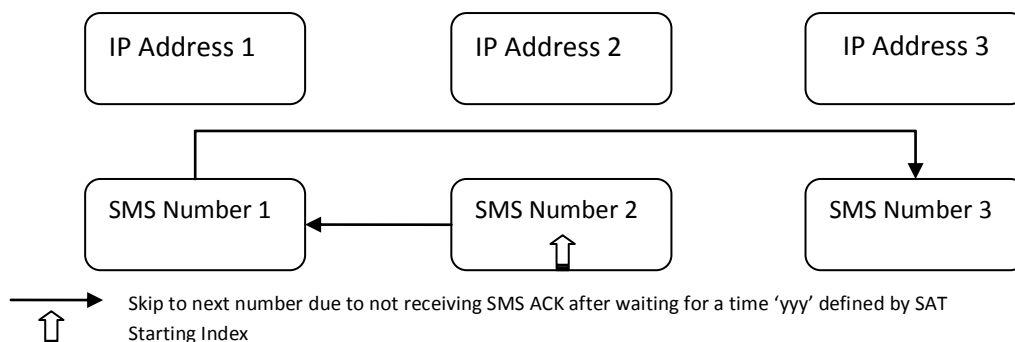 IP Address 1
IP Address 2
IP Address 3
SMS Number 1
SMS Number 2
SMS Number 3
Skip to next number due to not receiving SMS ACK after waiting for a time ‘yyy’ defined by SAT
Starting Index